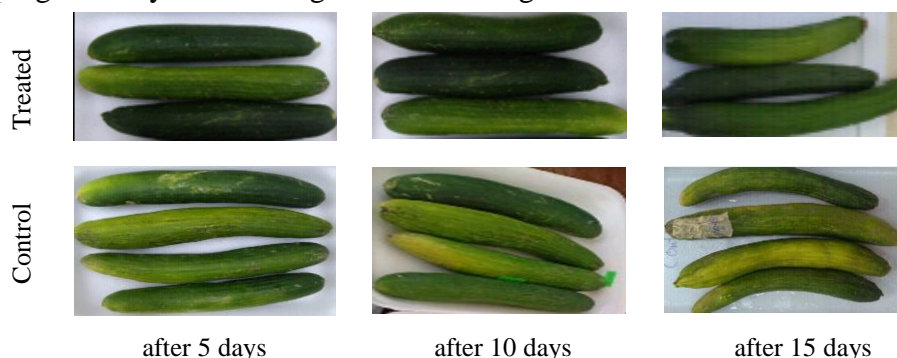 Treated
Control
after 5 days
after 10 days
after 15 days